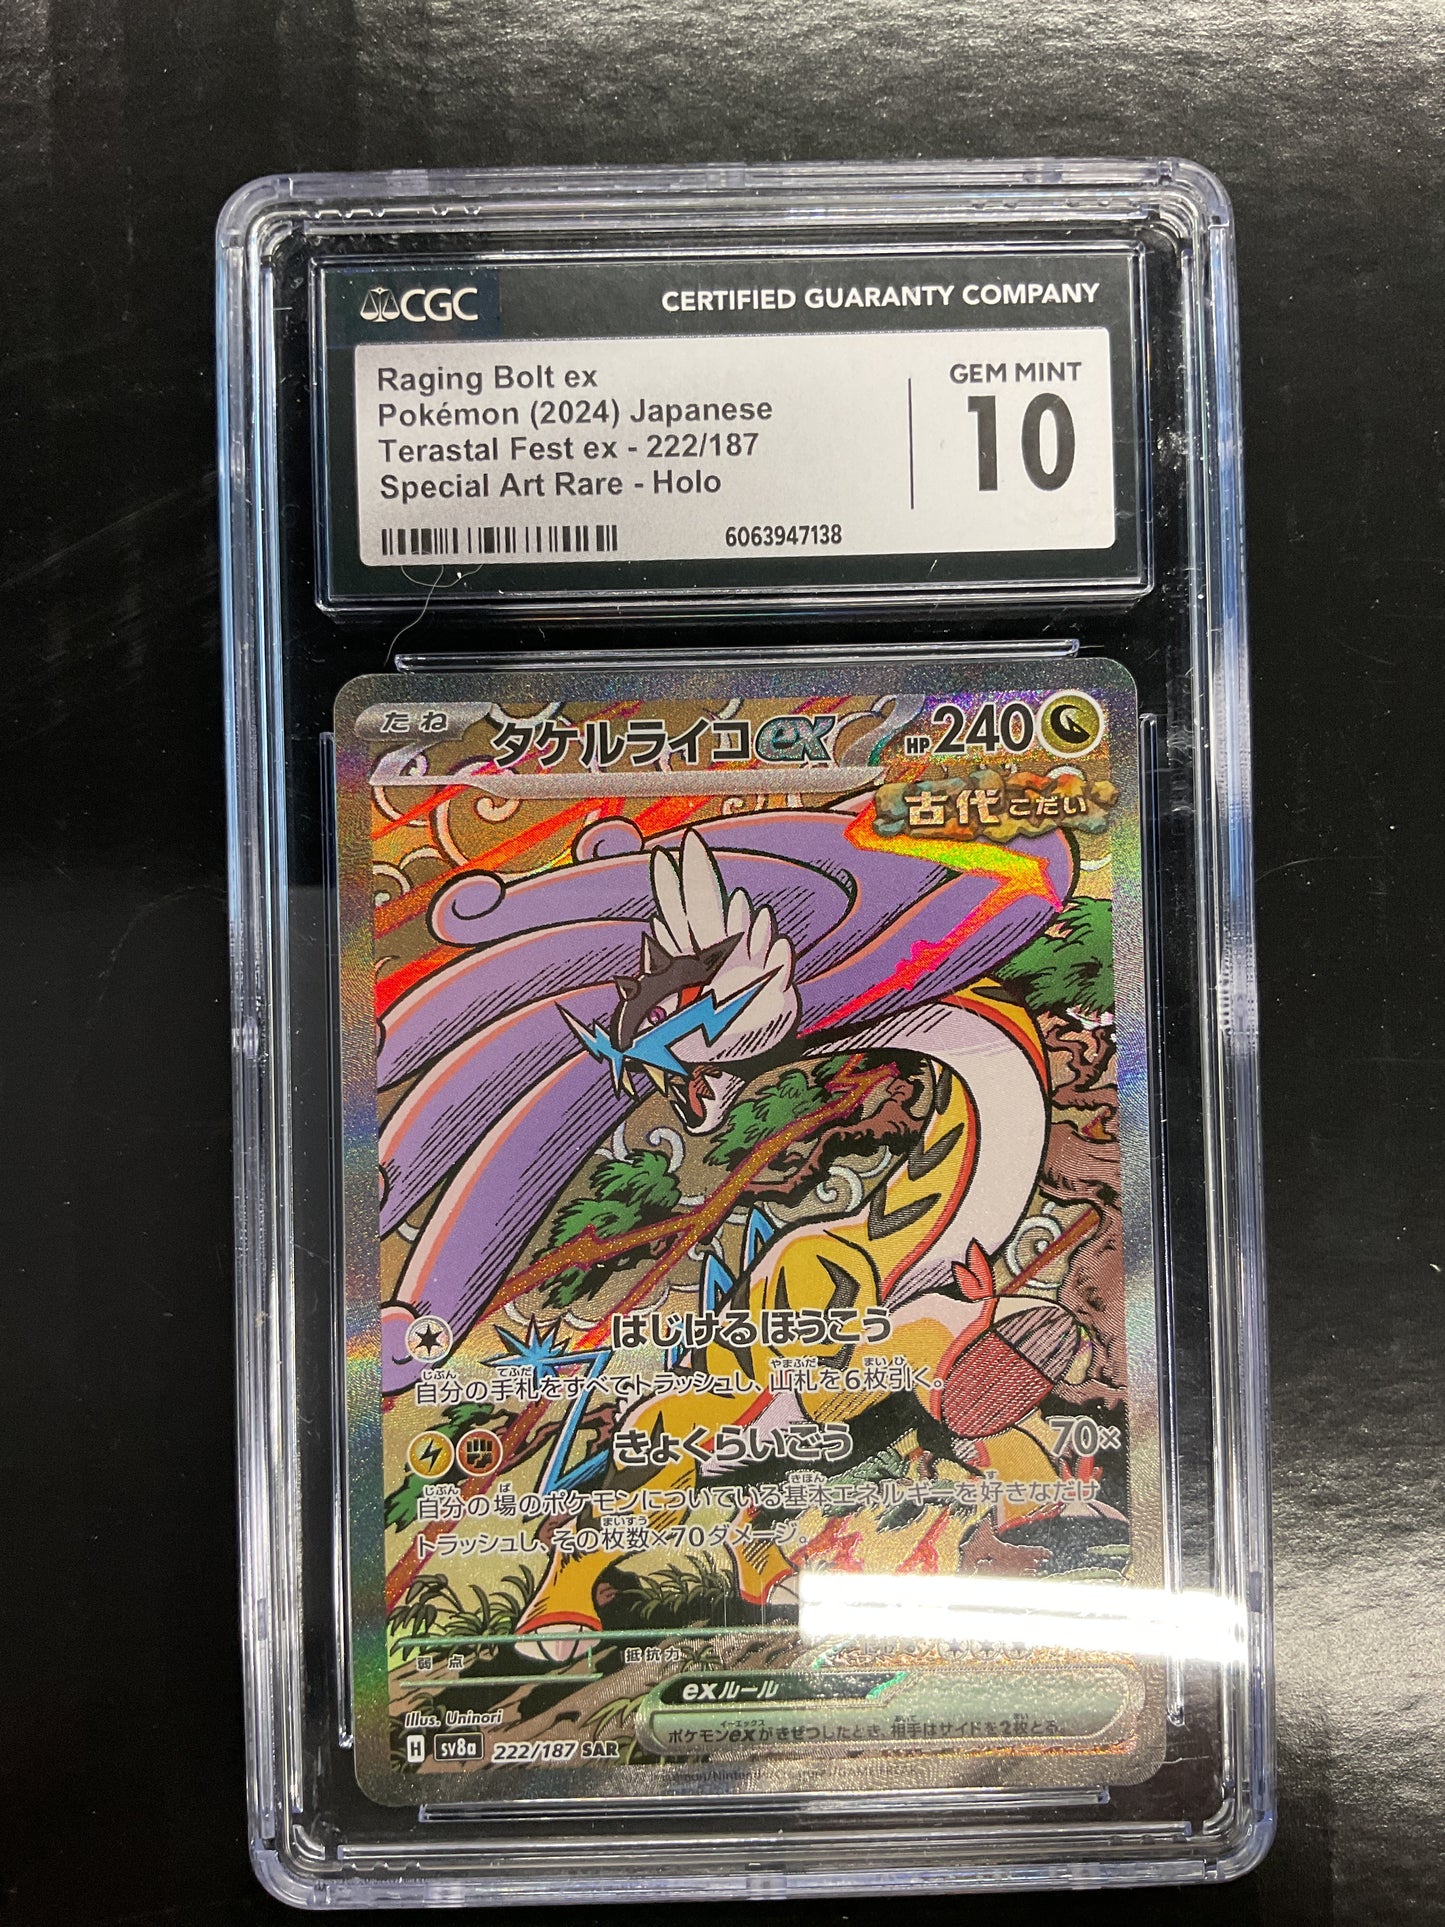 CGC
CERTIFIED GUARANTY COMPANY
Raging Bolt ex
Pokémon (2024) Japanese
Terastal Fest ex - 222/187
Special Art Rare - Holo
GEM MINT
10
6063947138
たね
タケルライコex
HP240
古代こだい
はじけるほうこう
自分の手札をすべてトラッシュし、山札を6枚引く。
きょくらいごう 70×
自分の場のポケモンについている基本エネルギーを好きなだけ
トラッシュし、その枚数×70ダメージ。
弱点 抵抗力
exルール
ポケモンexがきぜつしたとき、相手はサイドを2枚とる。
Illus. Uninori
H sv8a 222/187 SAR